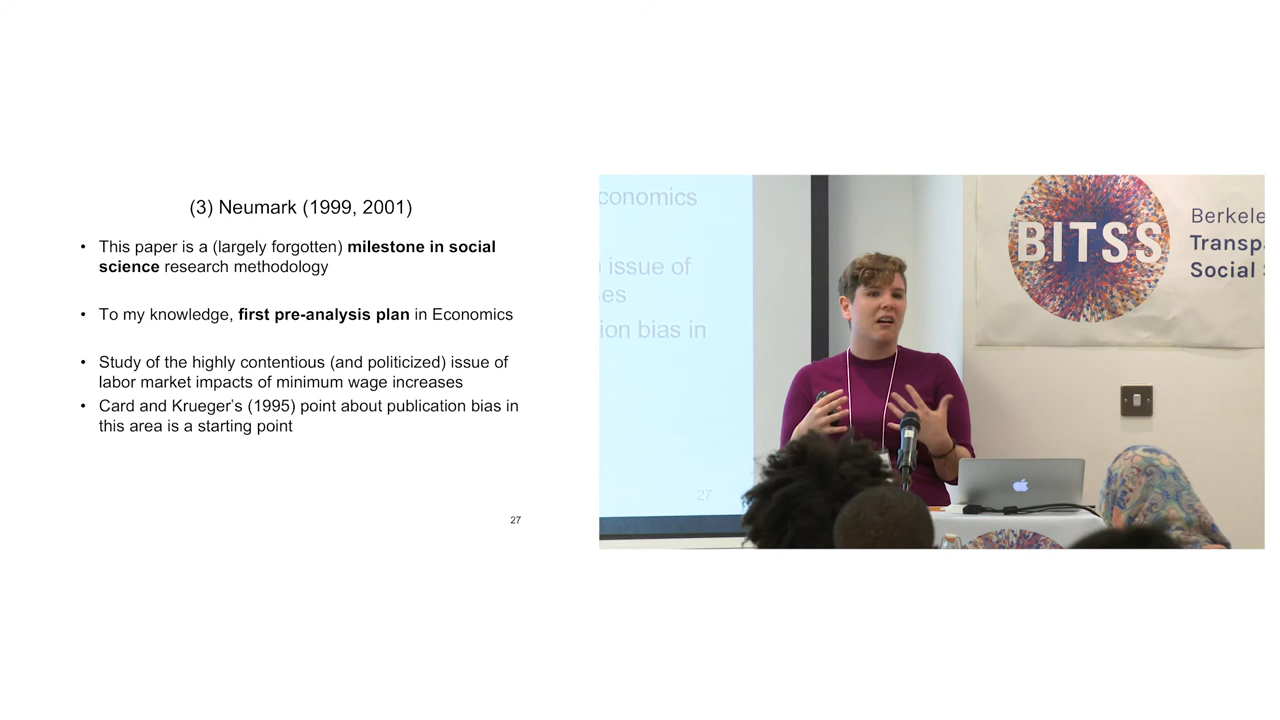 (3) Neumark (1999, 2001)
• This paper is a (largely forgotten) milestone in social
science research methodology
• To my knowledge, first pre-analysis plan in Economics
• Study of the highly contentious (and politicized) issue of
labor market impacts of minimum wage increases
• Card and Krueger's (1995) point about publication bias in
this area is a starting point
27
conomics
issue of
es
ion bias in
27
BITSS
Berkele
Transpa
Social S